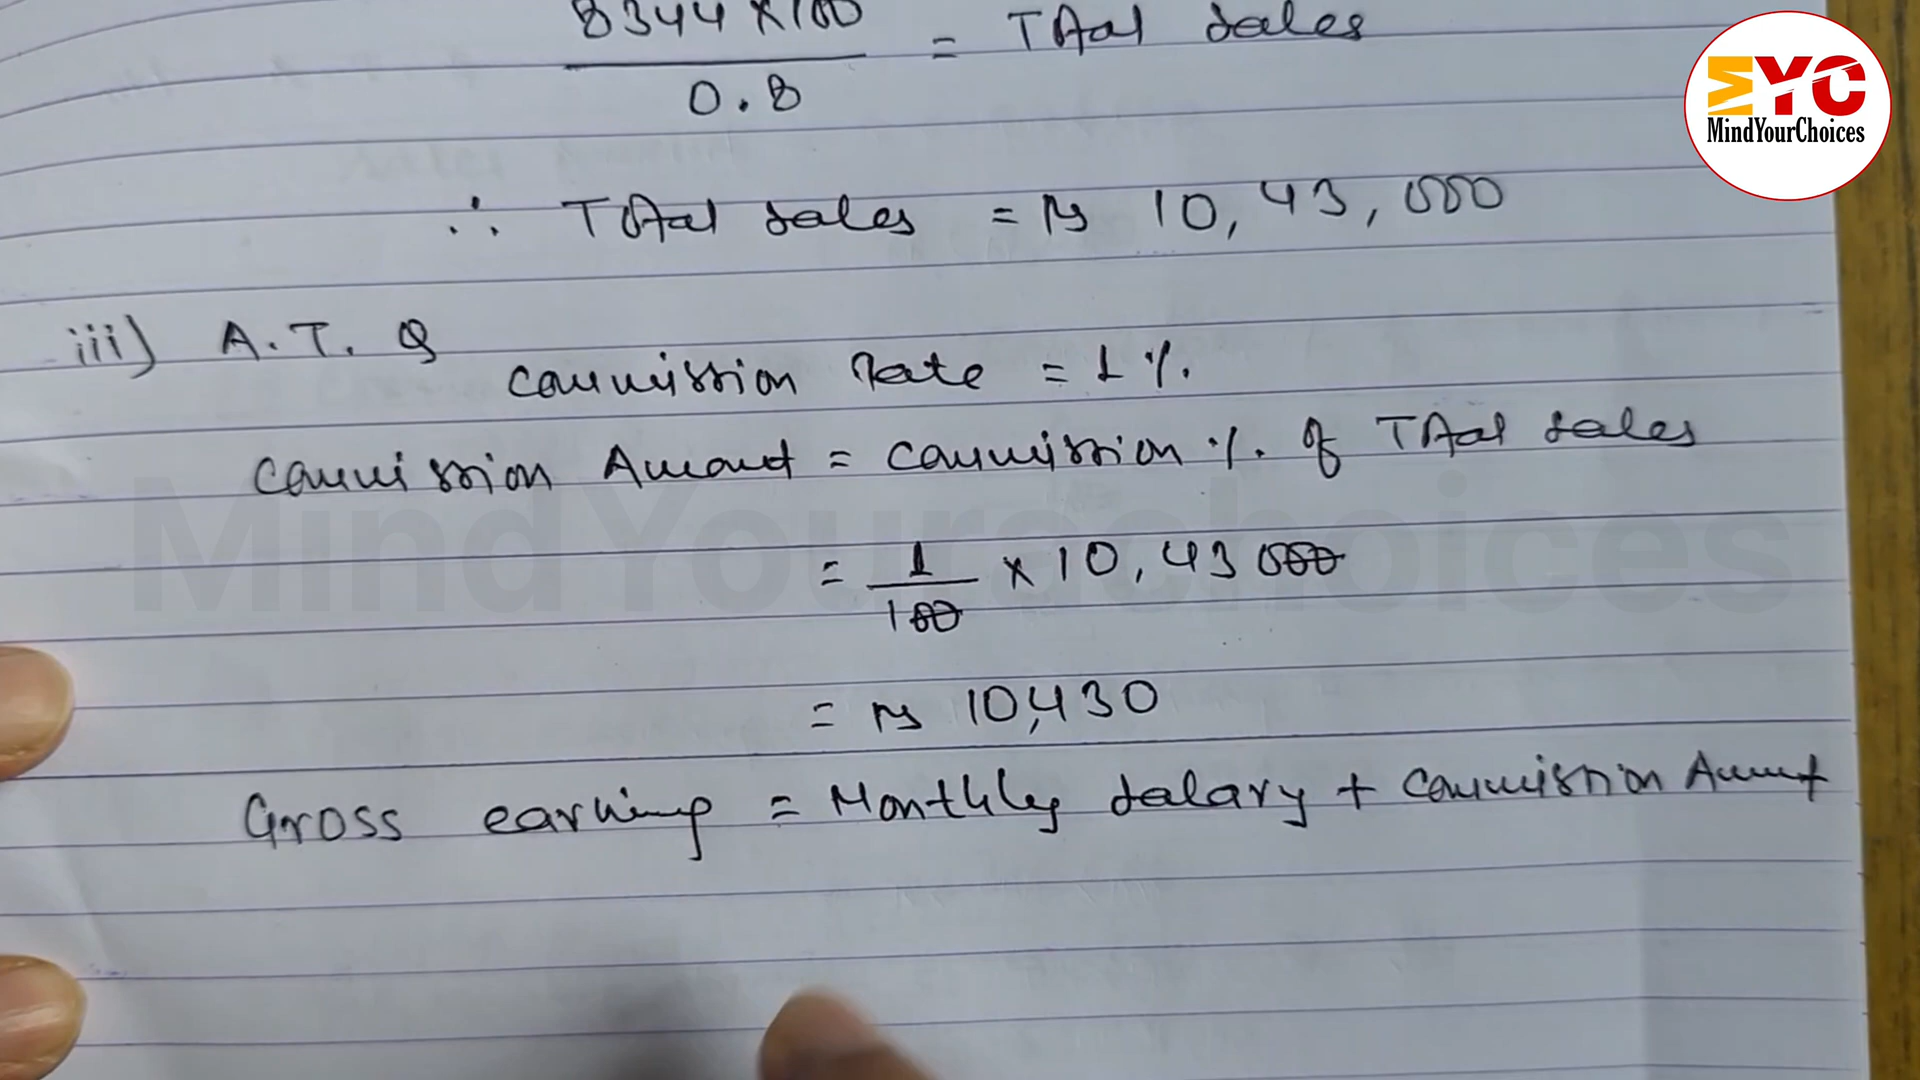 8344 × 100
———— = Total sales
0.8
∴ Total sales = Rs 10,43,000
iii) A.T.Q
Commission Rate = 1%.
Commission Amount = Commission %. of Total sales
= 1/100 × 10,43000
= Rs 10,430
Gross earning = Monthly salary + Commission Amount
MYC
MindYourChoices
MindYourachoices